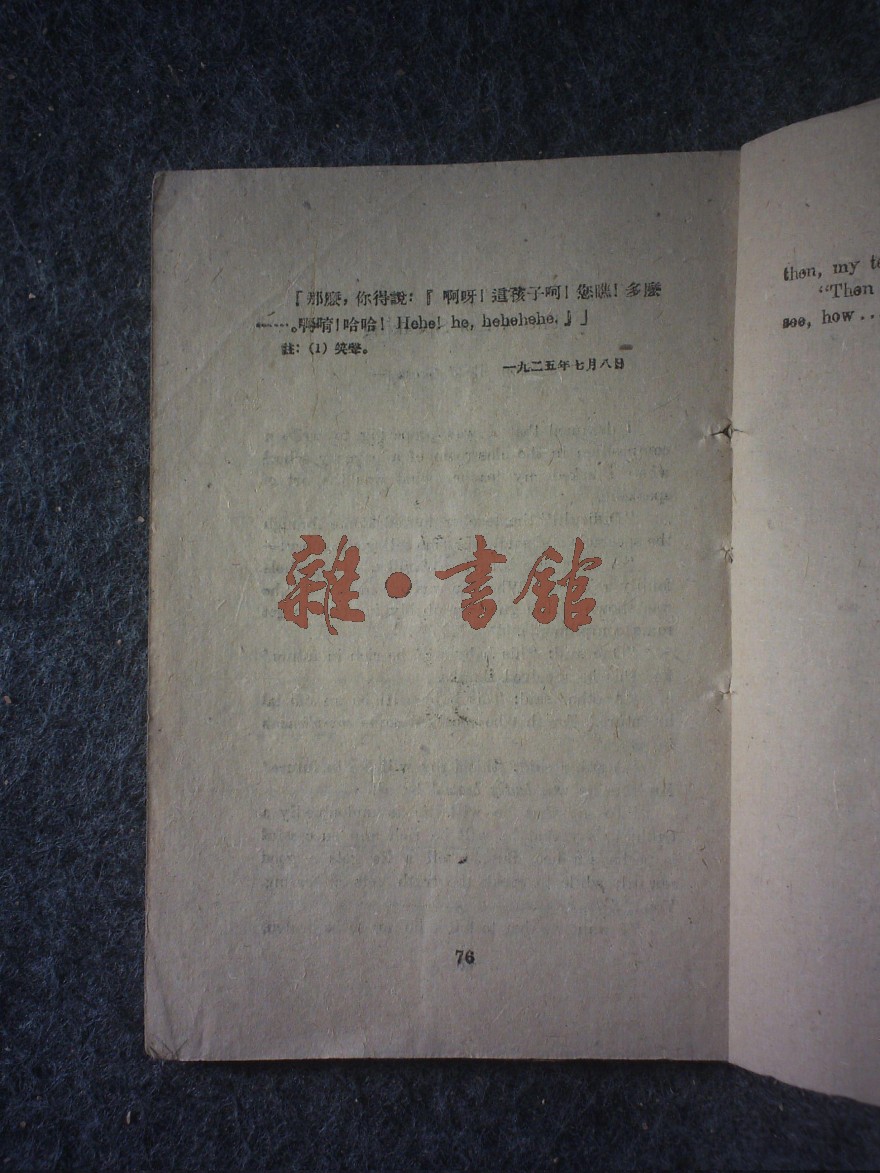 「那麽，你得說：『啊呀！這孩子呵！您瞧！多麽
……。啊唷！哈哈！Hehe! he, hehehehe.』」
註：(1) 笑聲。
一九二五年七月八日
雜·書舘
76
then, my
“Then
see, how..